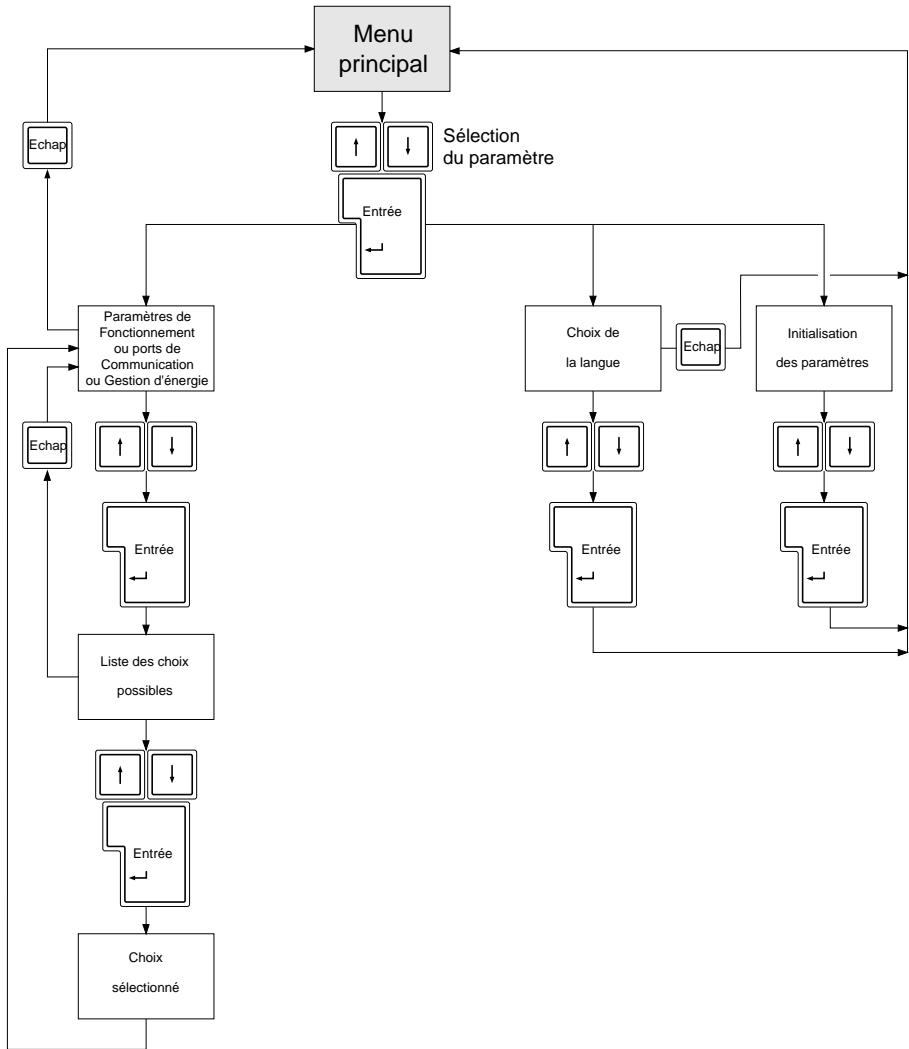 Menu
principal
Sélection
du paramètre
Echap
Entrée
Paramètres de
Fonctionnement
ou ports de
Communication
ou Gestion d'énergie
Choix de
la langue
Echap
Initialisation
des paramètres
Echap
Entrée
Entrée
Entrée
Liste des choix
possibles
Entrée
Choix
sélectionné